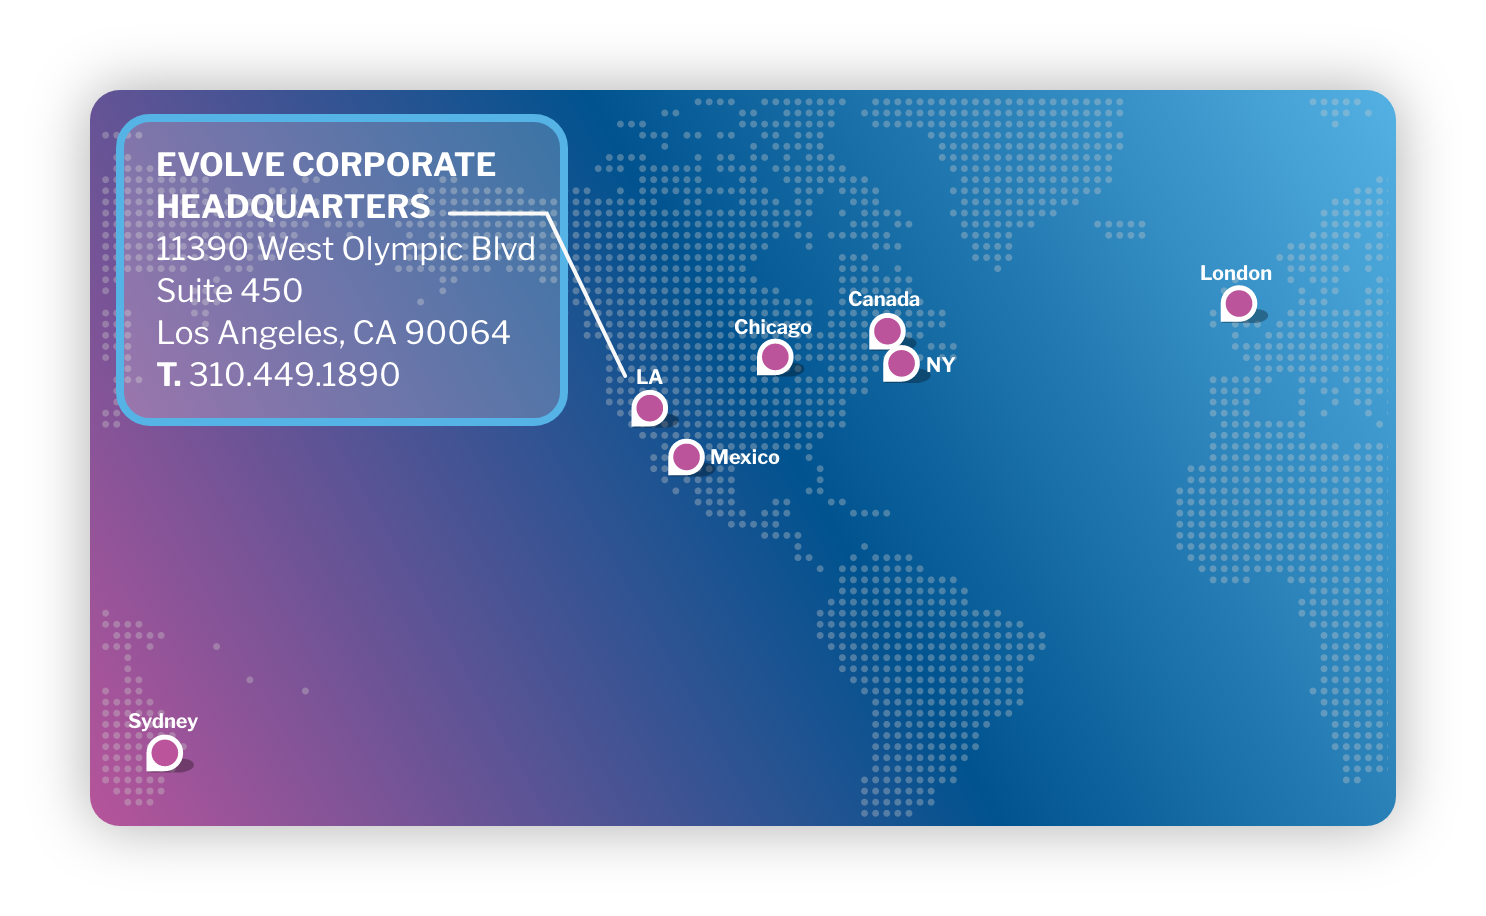 EVOLVE CORPORATE
HEADQUARTERS
11390 West Olympic Blvd
Suite 450
Los Angeles, CA 90064
T. 310.449.1890
London
Canada
Chicago
NY
LA
Mexico
Sydney